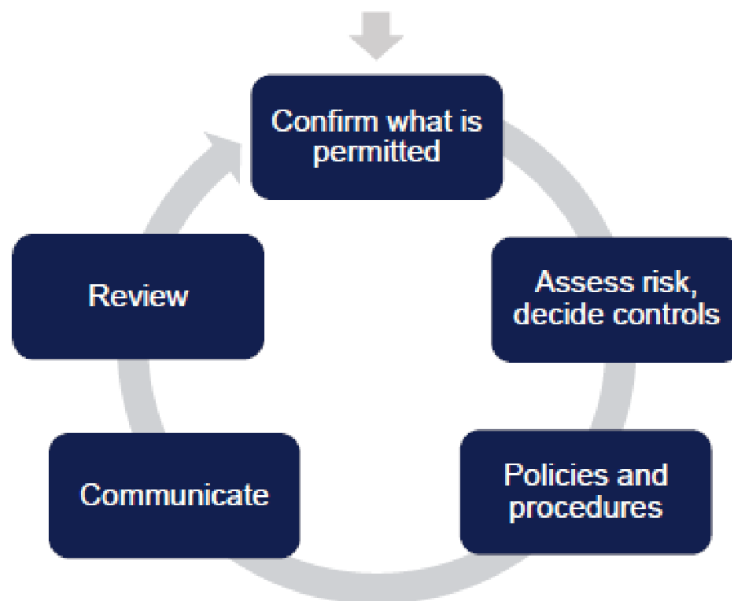 Confirm what is
permitted
Assess risk,
decide controls
Policies and
procedures
Communicate
Review